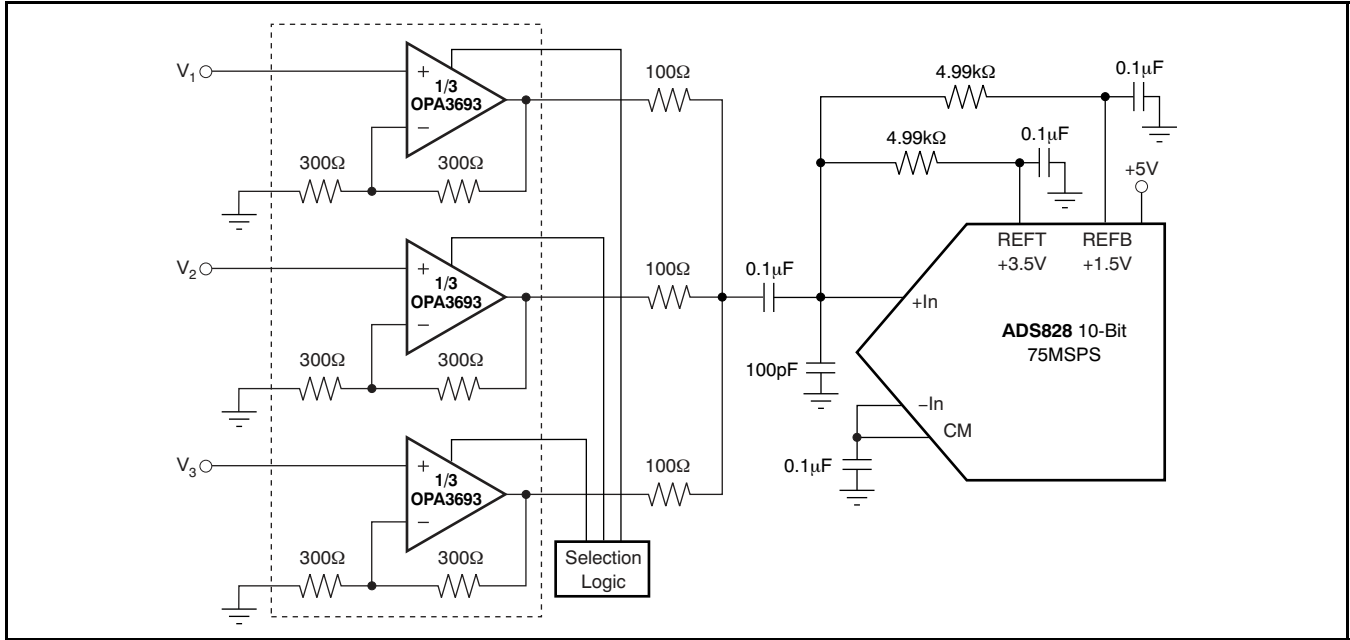 V1
+
1/3
OPA3693
−
300Ω
300Ω
100Ω
V2
+
1/3
OPA3693
−
300Ω
300Ω
100Ω
V3
+
1/3
OPA3693
−
300Ω
300Ω
100Ω
Selection
Logic
0.1μF
100pF
4.99kΩ
0.1μF
4.99kΩ
0.1μF
+5V
REFT
+3.5V
REFB
+1.5V
+In
ADS828 10-Bit
75MSPS
−In
CM
0.1μF